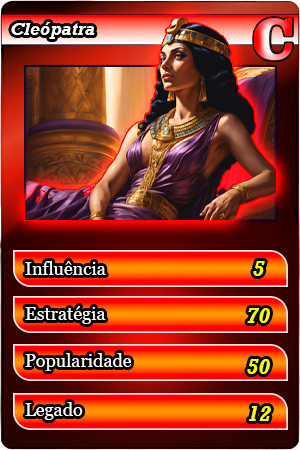 Cleópatra
C
Influência 5
Estratégia 70
Popularidade 50
Legado 12